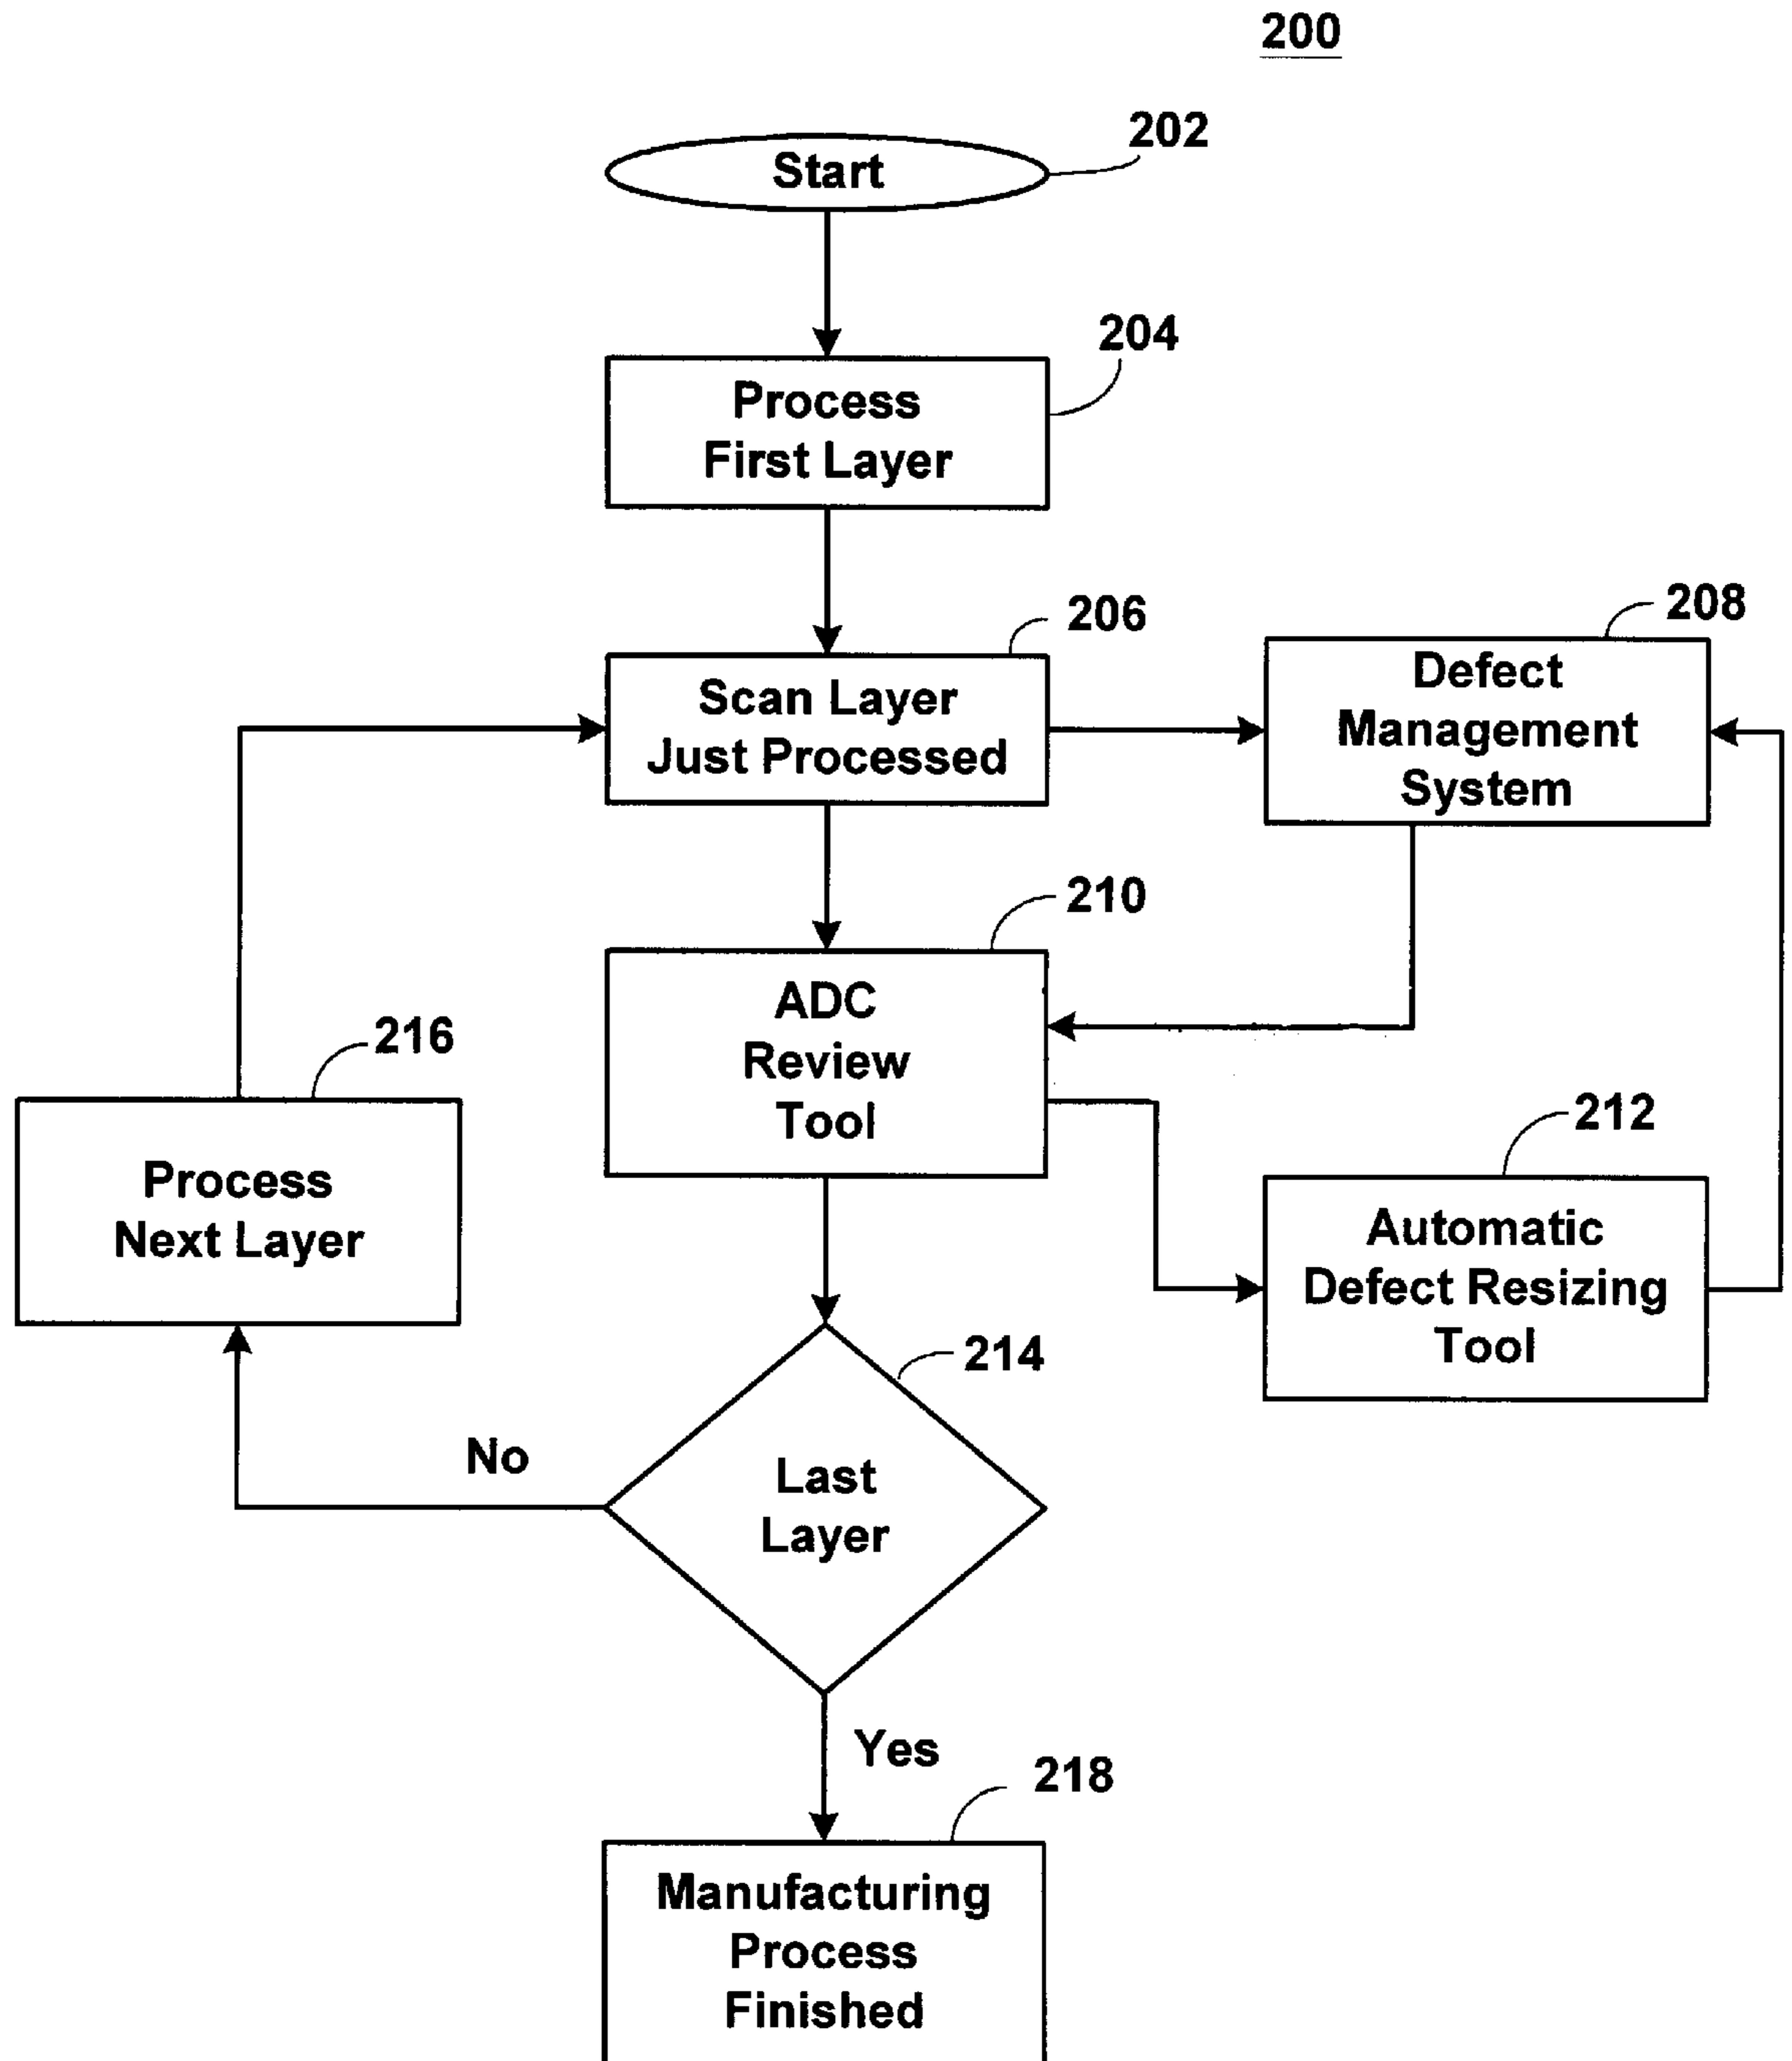 200
202
Start
204
Process
First Layer
206
Scan Layer
Just Processed
208
Defect
Management
System
210
ADC
Review
Tool
216
Process
Next Layer
212
Automatic
Defect Resizing
Tool
214
Last
Layer
No
Yes
218
Manufacturing
Process
Finished